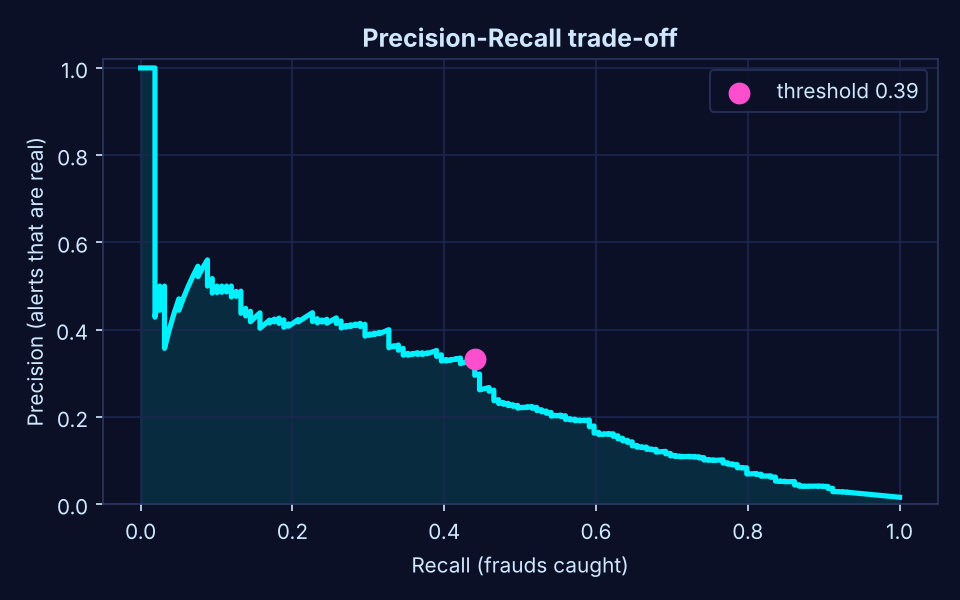 Precision-Recall trade-off
threshold 0.39
Precision (alerts that are real)
1.0
0.8
0.6
0.4
0.2
0.0
0.0 0.2 0.4 0.6 0.8 1.0
Recall (frauds caught)